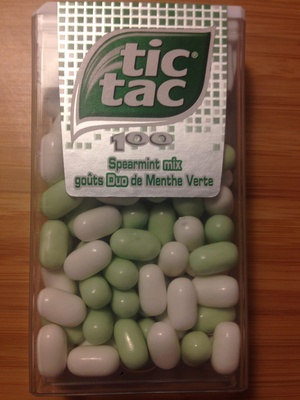 tic
tac
100
Spearmint mix
goûts Duo de Menthe Verte